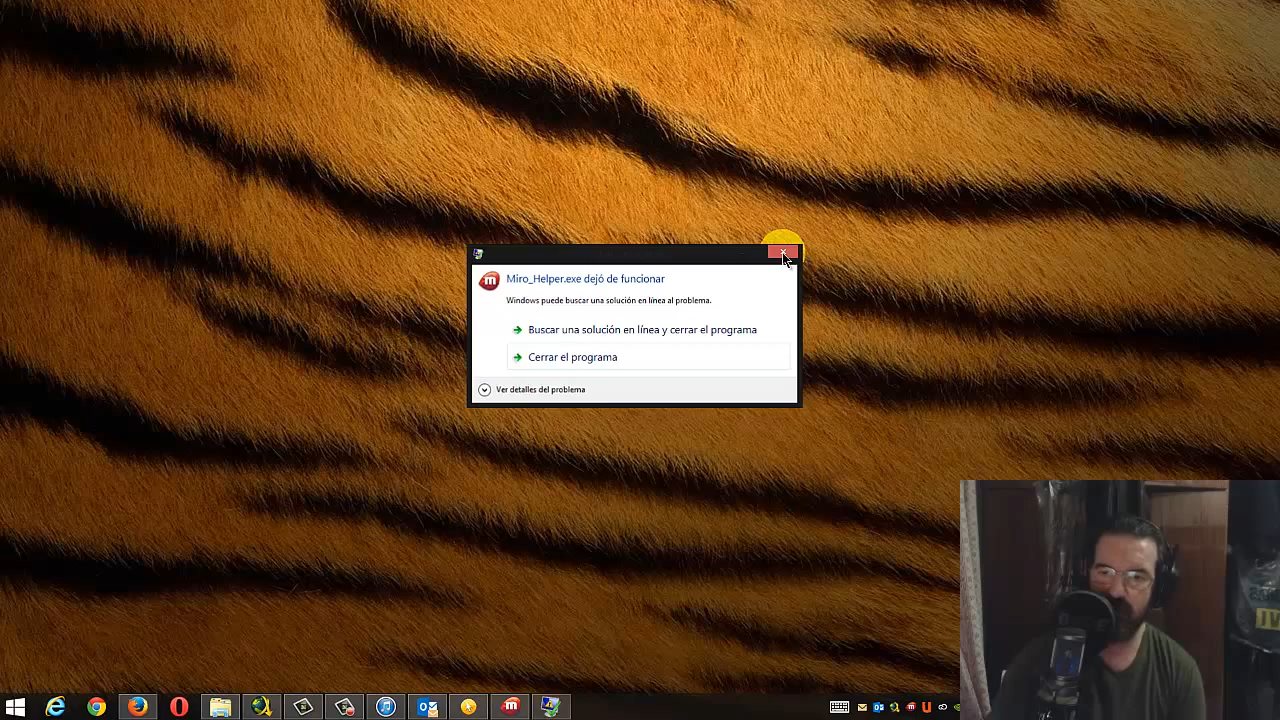 Miro_Helper.exe dejó de funcionar
Windows puede buscar una solución en línea al problema.
Buscar una solución en línea y cerrar el programa
Cerrar el programa
Ver detalles del problema